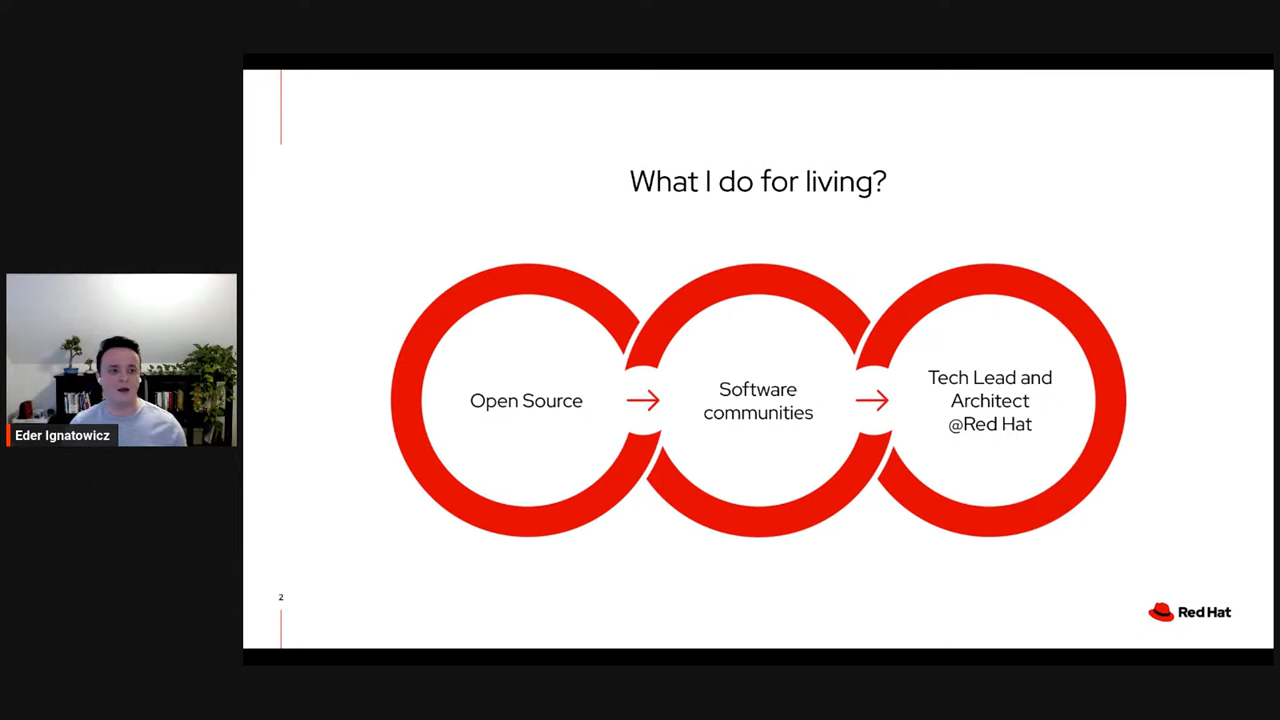 What I do for living?
Open Source
Software
communities
Tech Lead and
Architect
@Red Hat
Eder Ignatowicz
2
Red Hat